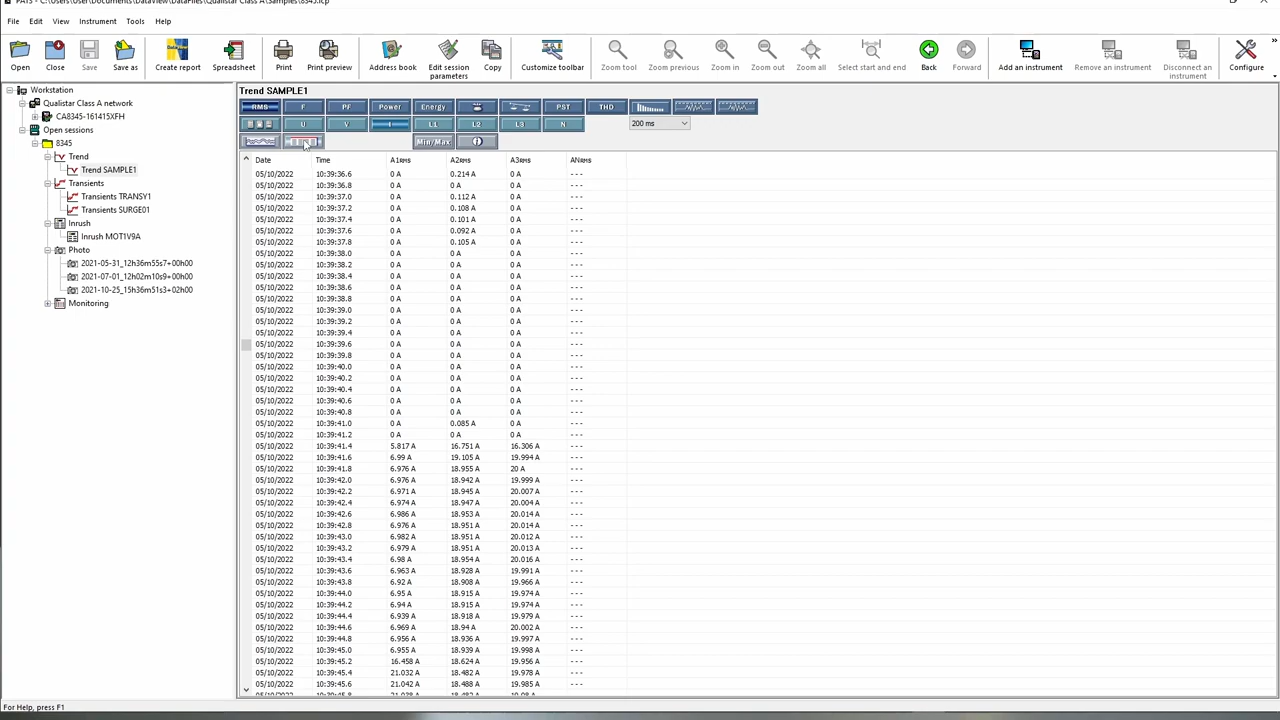 PAT3 - C:\Users\User\Documents\DataView\DataFiles\Qualistar Class A\Samples\8345.icp
File Edit View Instrument Tools Help
Open Close Save Save as Create report Spreadsheet Print Print preview Address book Edit session parameters Copy Customize toolbar Zoom tool Zoom previous Zoom in Zoom out Zoom all Select start and end Back Forward Add an instrument Remove an instrument Disconnect an instrument Configure
Workstation
Qualistar Class A network
CA8345-161415XFH
Open sessions
8345
Trend
Trend SAMPLE1
Transients
Transients TRANSY1
Transients SURGE01
Inrush
Inrush MOT1V9A
Photo
2021-05-31_12h36m55s7+00h00
2021-07-01_12h02m10s9+00h00
2021-10-25_15h36m51s3+02h00
Monitoring
Trend SAMPLE1
RMS F PF Power Energy PST THD
U V I L1 L2 L3 N 200 ms
Min/Max
Date Time A1RMS A2RMS A3RMS ANRMS
05/10/2022 10:39:36.6 0 A 0.214 A 0 A - - -
05/10/2022 10:39:36.8 0 A 0 A 0 A - - -
05/10/2022 10:39:37.0 0 A 0.112 A 0 A - - -
05/10/2022 10:39:37.2 0 A 0.108 A 0 A - - -
05/10/2022 10:39:37.4 0 A 0.101 A 0 A - - -
05/10/2022 10:39:37.6 0 A 0.092 A 0 A - - -
05/10/2022 10:39:37.8 0 A 0.105 A 0 A - - -
05/10/2022 10:39:38.0 0 A 0 A 0 A - - -
05/10/2022 10:39:38.2 0 A 0 A 0 A - - -
05/10/2022 10:39:38.4 0 A 0 A 0 A - - -
05/10/2022 10:39:38.6 0 A 0 A 0 A - - -
05/10/2022 10:39:38.8 0 A 0 A 0 A - - -
05/10/2022 10:39:39.0 0 A 0 A 0 A - - -
05/10/2022 10:39:39.2 0 A 0 A 0 A - - -
05/10/2022 10:39:39.4 0 A 0 A 0 A - - -
05/10/2022 10:39:39.6 0 A 0 A 0 A - - -
05/10/2022 10:39:39.8 0 A 0 A 0 A - - -
05/10/2022 10:39:40.0 0 A 0 A 0 A - - -
05/10/2022 10:39:40.2 0 A 0 A 0 A - - -
05/10/2022 10:39:40.4 0 A 0 A 0 A - - -
05/10/2022 10:39:40.6 0 A 0 A 0 A - - -
05/10/2022 10:39:40.8 0 A 0 A 0 A - - -
05/10/2022 10:39:41.0 0 A 0.085 A 0 A - - -
05/10/2022 10:39:41.2 0 A 0 A 0 A - - -
05/10/2022 10:39:41.4 5.817 A 16.751 A 16.306 A - - -
05/10/2022 10:39:41.6 6.99 A 19.105 A 19.994 A - - -
05/10/2022 10:39:41.8 6.976 A 18.955 A 20 A - - -
05/10/2022 10:39:42.0 6.976 A 18.942 A 19.999 A - - -
05/10/2022 10:39:42.2 6.971 A 18.945 A 20.007 A - - -
05/10/2022 10:39:42.4 6.974 A 18.947 A 20.004 A - - -
05/10/2022 10:39:42.6 6.986 A 18.953 A 20.014 A - - -
05/10/2022 10:39:42.8 6.976 A 18.951 A 20.014 A - - -
05/10/2022 10:39:43.0 6.982 A 18.951 A 20.012 A - - -
05/10/2022 10:39:43.2 6.979 A 18.951 A 20.013 A - - -
05/10/2022 10:39:43.4 6.98 A 18.954 A 20.016 A - - -
05/10/2022 10:39:43.6 6.963 A 18.928 A 19.991 A - - -
05/10/2022 10:39:43.8 6.92 A 18.908 A 19.966 A - - -
05/10/2022 10:39:44.0 6.95 A 18.915 A 19.974 A - - -
05/10/2022 10:39:44.2 6.94 A 18.915 A 19.974 A - - -
05/10/2022 10:39:44.4 6.939 A 18.918 A 19.979 A - - -
05/10/2022 10:39:44.6 6.969 A 18.94 A 20.002 A - - -
05/10/2022 10:39:44.8 6.956 A 18.936 A 19.997 A - - -
05/10/2022 10:39:45.0 6.955 A 18.939 A 19.998 A - - -
05/10/2022 10:39:45.2 16.458 A 18.624 A 19.956 A - - -
05/10/2022 10:39:45.4 21.032 A 18.482 A 19.978 A - - -
05/10/2022 10:39:45.6 21.042 A 18.488 A 19.985 A - - -
05/10/2022 10:39:45.8
For Help, press F1